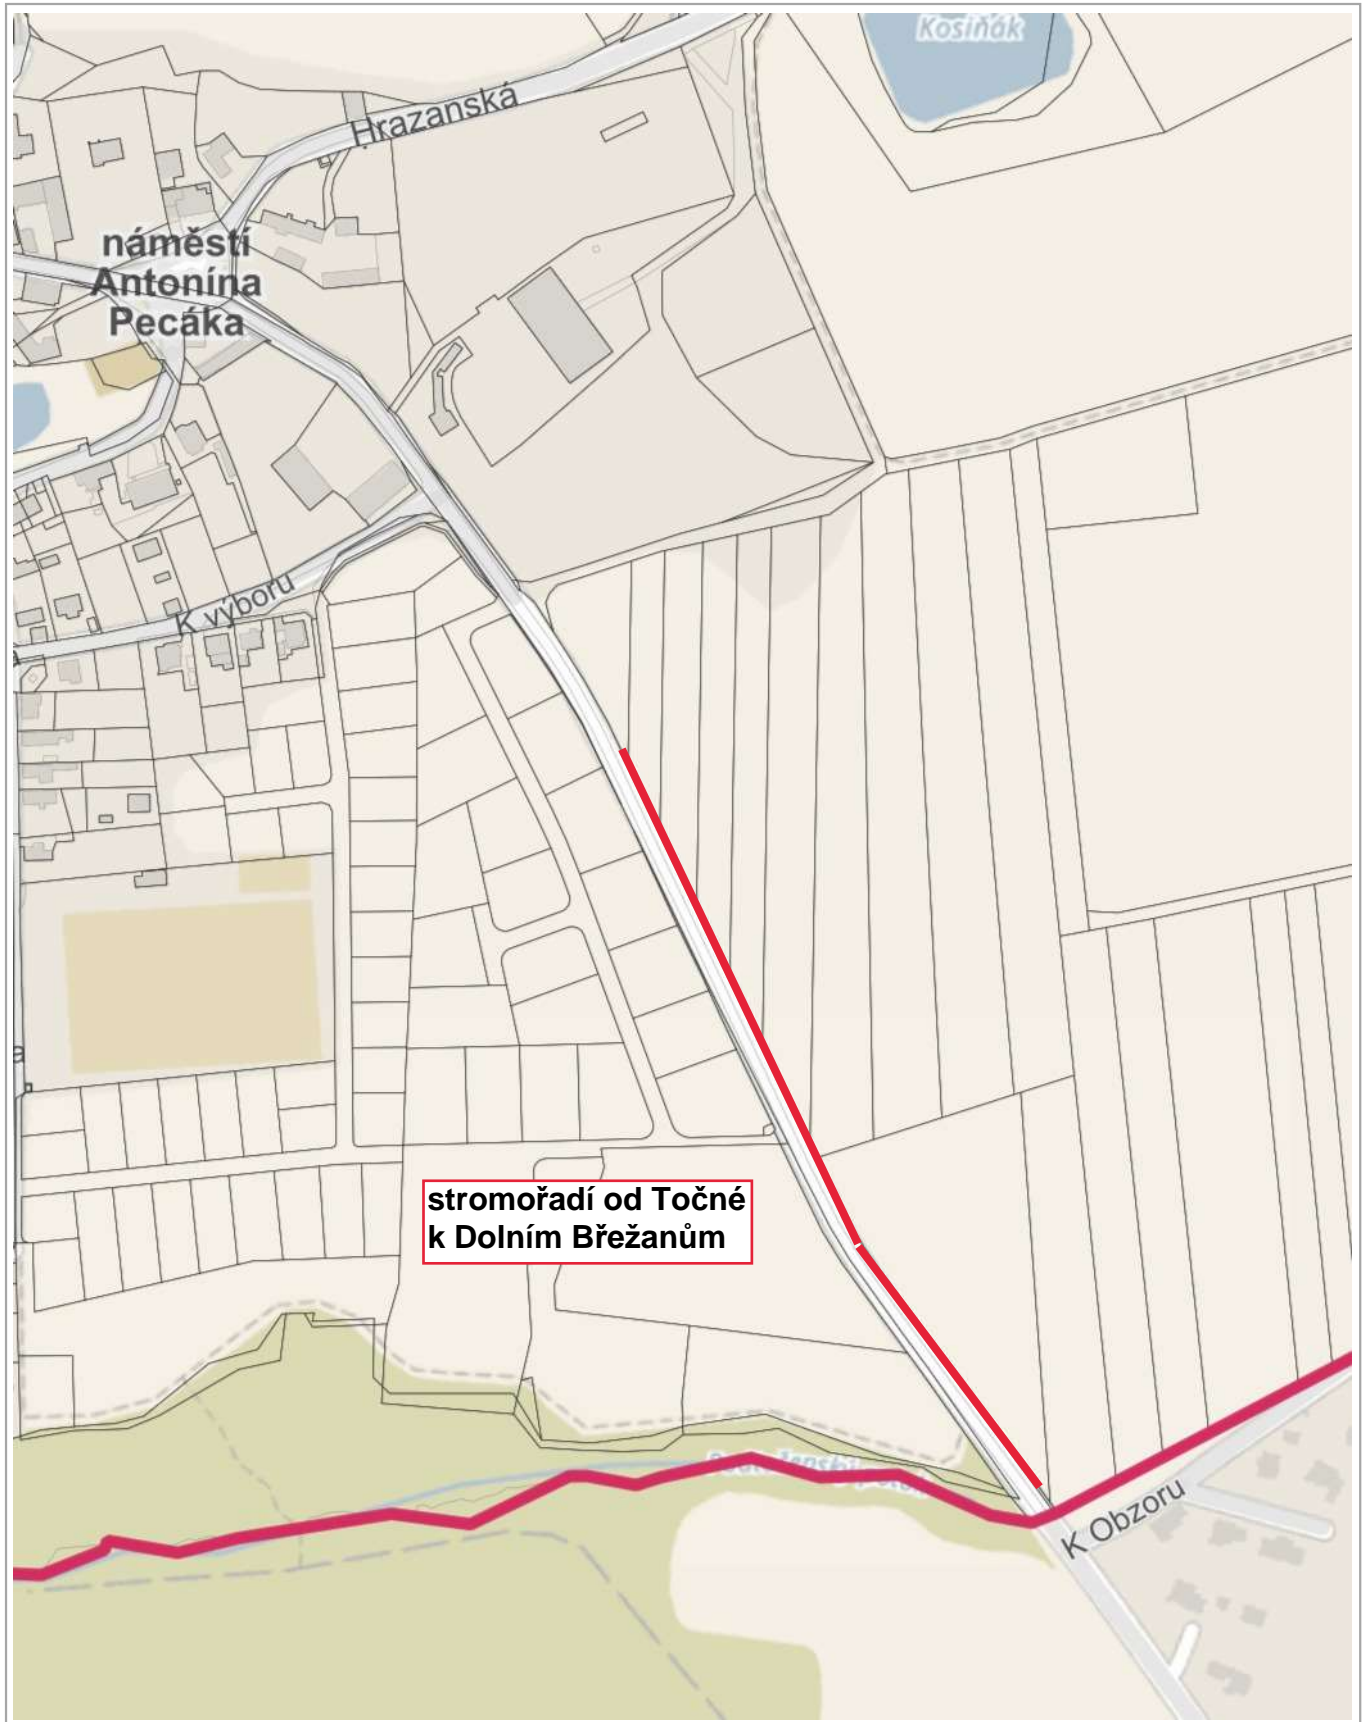 Kosiňák
Hrazanská
náměstí
Antonína
Pecáka
K výboru
a
stromořadí od Točné
k Dolním Břežanům
K Obzoru